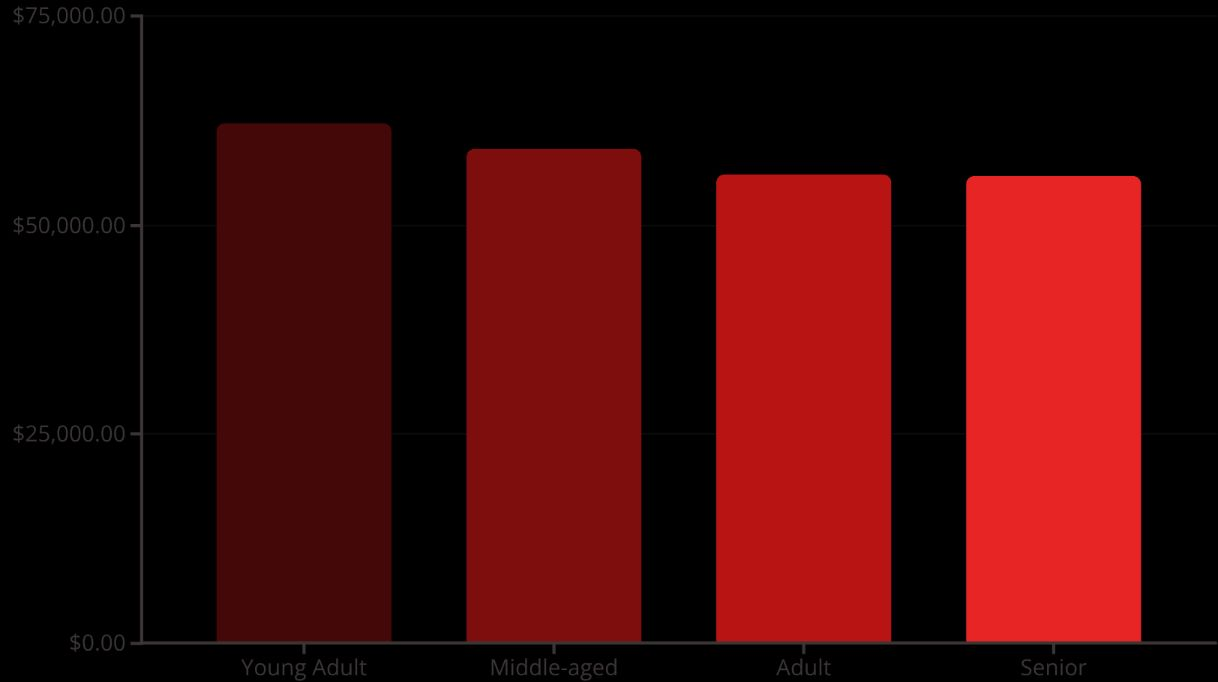 $75,000.00
$50,000.00
$25,000.00
$0.00
Young Adult
Middle-aged
Adult
Senior